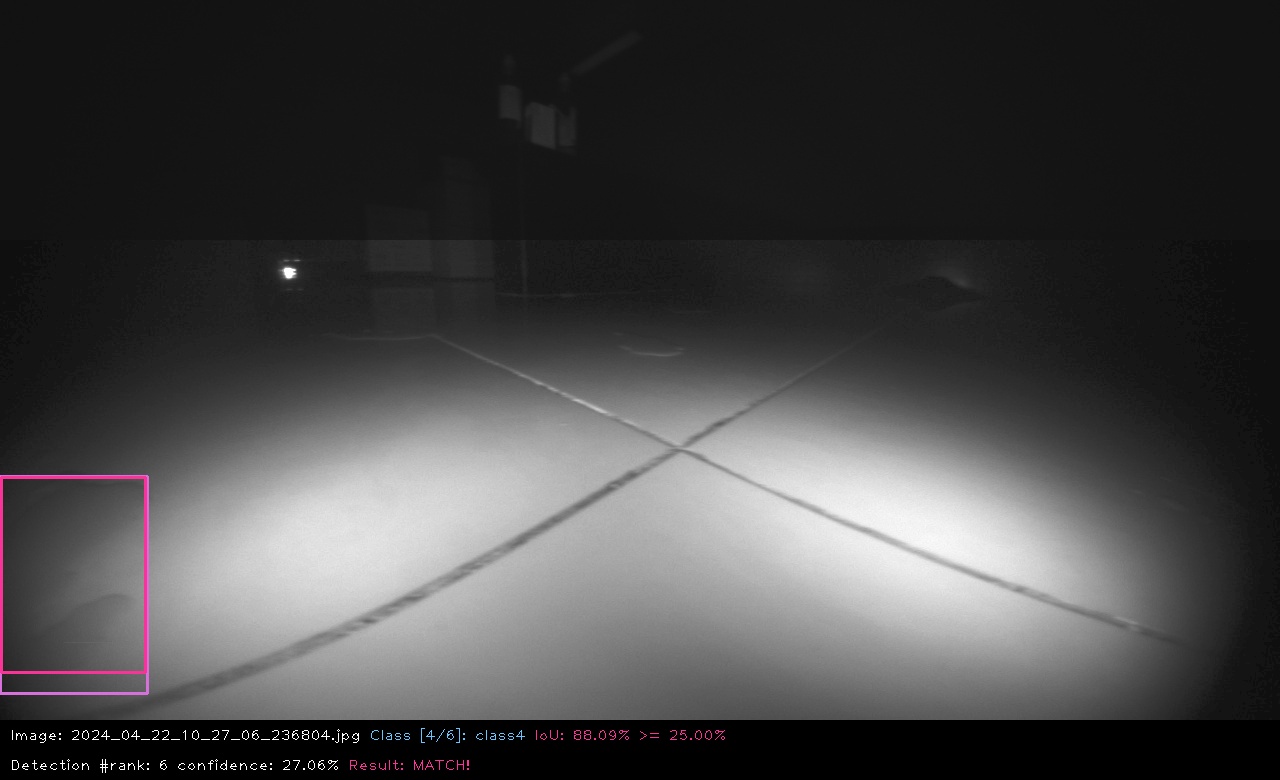 Image: 2024_04_22_10_27_06_236804.jpg Class [4/6]: class4 IoU: 88.09% >= 25.00%
Detection #rank: 6 confidence: 27.06% Result: MATCH!